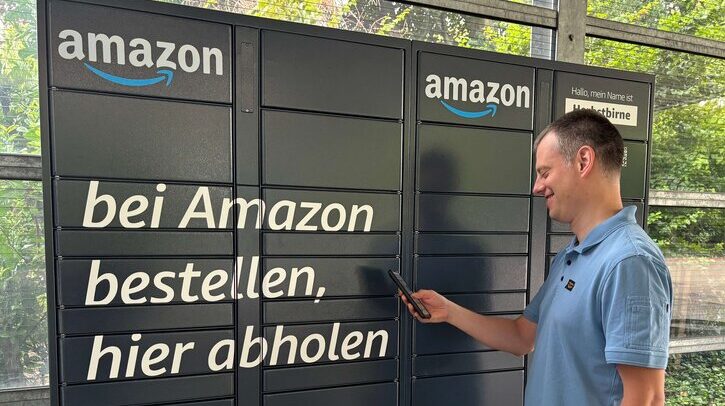 amazon
amazon
Hallo, mein Name ist
Herbstbirne
bei Amazon
bestellen,
hier abholen